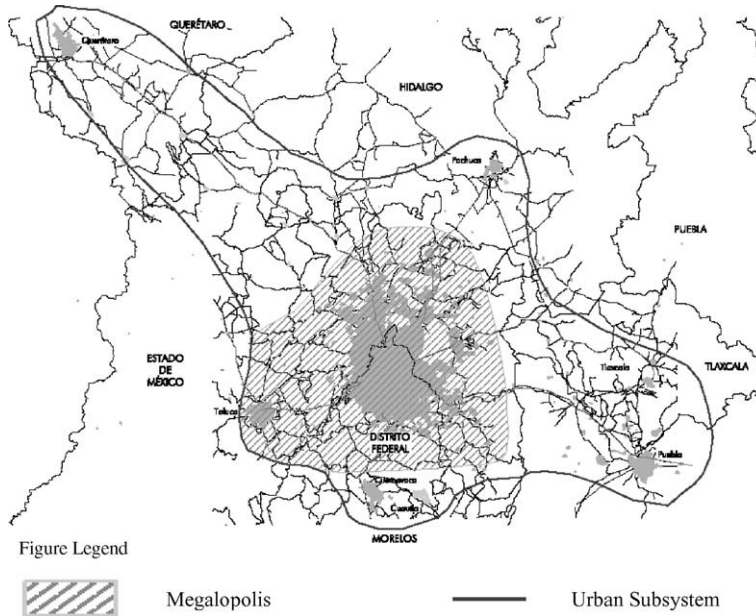 QUERÉTARO
Querétaro
HIDALGO
Pachuca
PUEBLA
ESTADO
DE
MÉXICO
Tlaxcala
TLAXCALA
Toluca
DISTRITO
FEDERAL
Puebla
Cuernavaca
Cuautla
MORELOS
Figure Legend
Megalopolis
Urban Subsystem